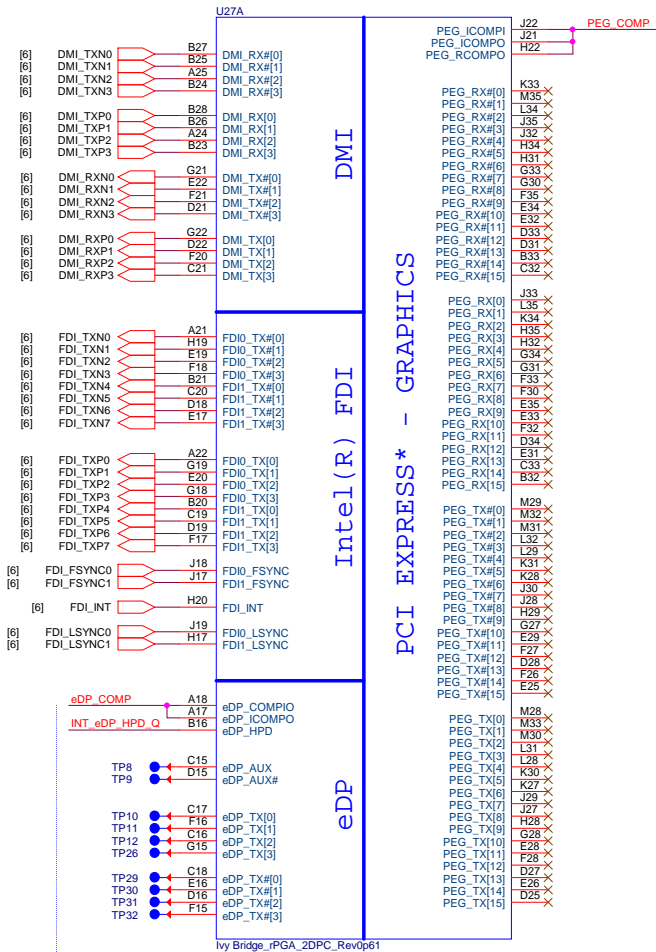 U27A
[6] DMI_TXN0 B27 DMI_RX#[0]
[6] DMI_TXN1 B25 DMI_RX#[1]
[6] DMI_TXN2 A25 DMI_RX#[2]
[6] DMI_TXN3 B24 DMI_RX#[3]
[6] DMI_TXP0 B28 DMI_RX[0]
[6] DMI_TXP1 B26 DMI_RX[1]
[6] DMI_TXP2 A24 DMI_RX[2]
[6] DMI_TXP3 B23 DMI_RX[3]
[6] DMI_RXN0 G21 DMI_TX#[0]
[6] DMI_RXN1 E22 DMI_TX#[1]
[6] DMI_RXN2 F21 DMI_TX#[2]
[6] DMI_RXN3 D21 DMI_TX#[3]
[6] DMI_RXP0 G22 DMI_TX[0]
[6] DMI_RXP1 D22 DMI_TX[1]
[6] DMI_RXP2 F20 DMI_TX[2]
[6] DMI_RXP3 C21 DMI_TX[3]
DMI
[6] FDI_TXN0 A21 FDI0_TX#[0]
[6] FDI_TXN1 H19 FDI0_TX#[1]
[6] FDI_TXN2 E19 FDI0_TX#[2]
[6] FDI_TXN3 F18 FDI0_TX#[3]
[6] FDI_TXN4 B21 FDI1_TX#[0]
[6] FDI_TXN5 C20 FDI1_TX#[1]
[6] FDI_TXN6 D18 FDI1_TX#[2]
[6] FDI_TXN7 E17 FDI1_TX#[3]
[6] FDI_TXP0 A22 FDI0_TX[0]
[6] FDI_TXP1 G19 FDI0_TX[1]
[6] FDI_TXP2 E20 FDI0_TX[2]
[6] FDI_TXP3 G18 FDI0_TX[3]
[6] FDI_TXP4 B20 FDI1_TX[0]
[6] FDI_TXP5 C19 FDI1_TX[1]
[6] FDI_TXP6 D19 FDI1_TX[2]
[6] FDI_TXP7 F17 FDI1_TX[3]
[6] FDI_FSYNC0 J18 FDI0_FSYNC
[6] FDI_FSYNC1 J17 FDI1_FSYNC
[6] FDI_INT H20 FDI_INT
[6] FDI_LSYNC0 J19 FDI0_LSYNC
[6] FDI_LSYNC1 H17 FDI1_LSYNC
Intel(R) FDI
eDP_COMP A18 eDP_COMPIO
A17 eDP_ICOMPO
INT_eDP_HPD_Q B16 eDP_HPD
TP8 C15 eDP_AUX
TP9 D15 eDP_AUX#
TP10 C17 eDP_TX[0]
TP11 F16 eDP_TX[1]
TP12 C16 eDP_TX[2]
TP26 G15 eDP_TX[3]
TP29 C18 eDP_TX#[0]
TP30 E16 eDP_TX#[1]
TP31 D16 eDP_TX#[2]
TP32 F15 eDP_TX#[3]
eDP
PCI EXPRESS* - GRAPHICS
PEG_ICOMPI J22 PEG_COMP
PEG_ICOMPO J21
PEG_RCOMPO H22
PEG_RX#[0] K33
PEG_RX#[1] M35
PEG_RX#[2] L34
PEG_RX#[3] J35
PEG_RX#[4] J32
PEG_RX#[5] H34
PEG_RX#[6] H31
PEG_RX#[7] G33
PEG_RX#[8] G30
PEG_RX#[9] F35
PEG_RX#[10] E34
PEG_RX#[11] E32
PEG_RX#[12] D33
PEG_RX#[13] D31
PEG_RX#[14] B33
PEG_RX#[15] C32
PEG_RX[0] J33
PEG_RX[1] L35
PEG_RX[2] K34
PEG_RX[3] H35
PEG_RX[4] H32
PEG_RX[5] G34
PEG_RX[6] G31
PEG_RX[7] F33
PEG_RX[8] F30
PEG_RX[9] E35
PEG_RX[10] E33
PEG_RX[11] F32
PEG_RX[12] D34
PEG_RX[13] E31
PEG_RX[14] C33
PEG_RX[15] B32
PEG_TX#[0] M29
PEG_TX#[1] M32
PEG_TX#[2] M31
PEG_TX#[3] L32
PEG_TX#[4] L29
PEG_TX#[5] K31
PEG_TX#[6] K28
PEG_TX#[7] J30
PEG_TX#[8] J28
PEG_TX#[9] H29
PEG_TX#[10] G27
PEG_TX#[11] E29
PEG_TX#[12] F27
PEG_TX#[13] D28
PEG_TX#[14] F26
PEG_TX#[15] E25
PEG_TX[0] M28
PEG_TX[1] M33
PEG_TX[2] M30
PEG_TX[3] L31
PEG_TX[4] L28
PEG_TX[5] K30
PEG_TX[6] K27
PEG_TX[7] J29
PEG_TX[8] J27
PEG_TX[9] H28
PEG_TX[10] G28
PEG_TX[11] E28
PEG_TX[12] F28
PEG_TX[13] D27
PEG_TX[14] E26
PEG_TX[15] D25
Ivy Bridge_rPGA_2DPC_Rev0p61